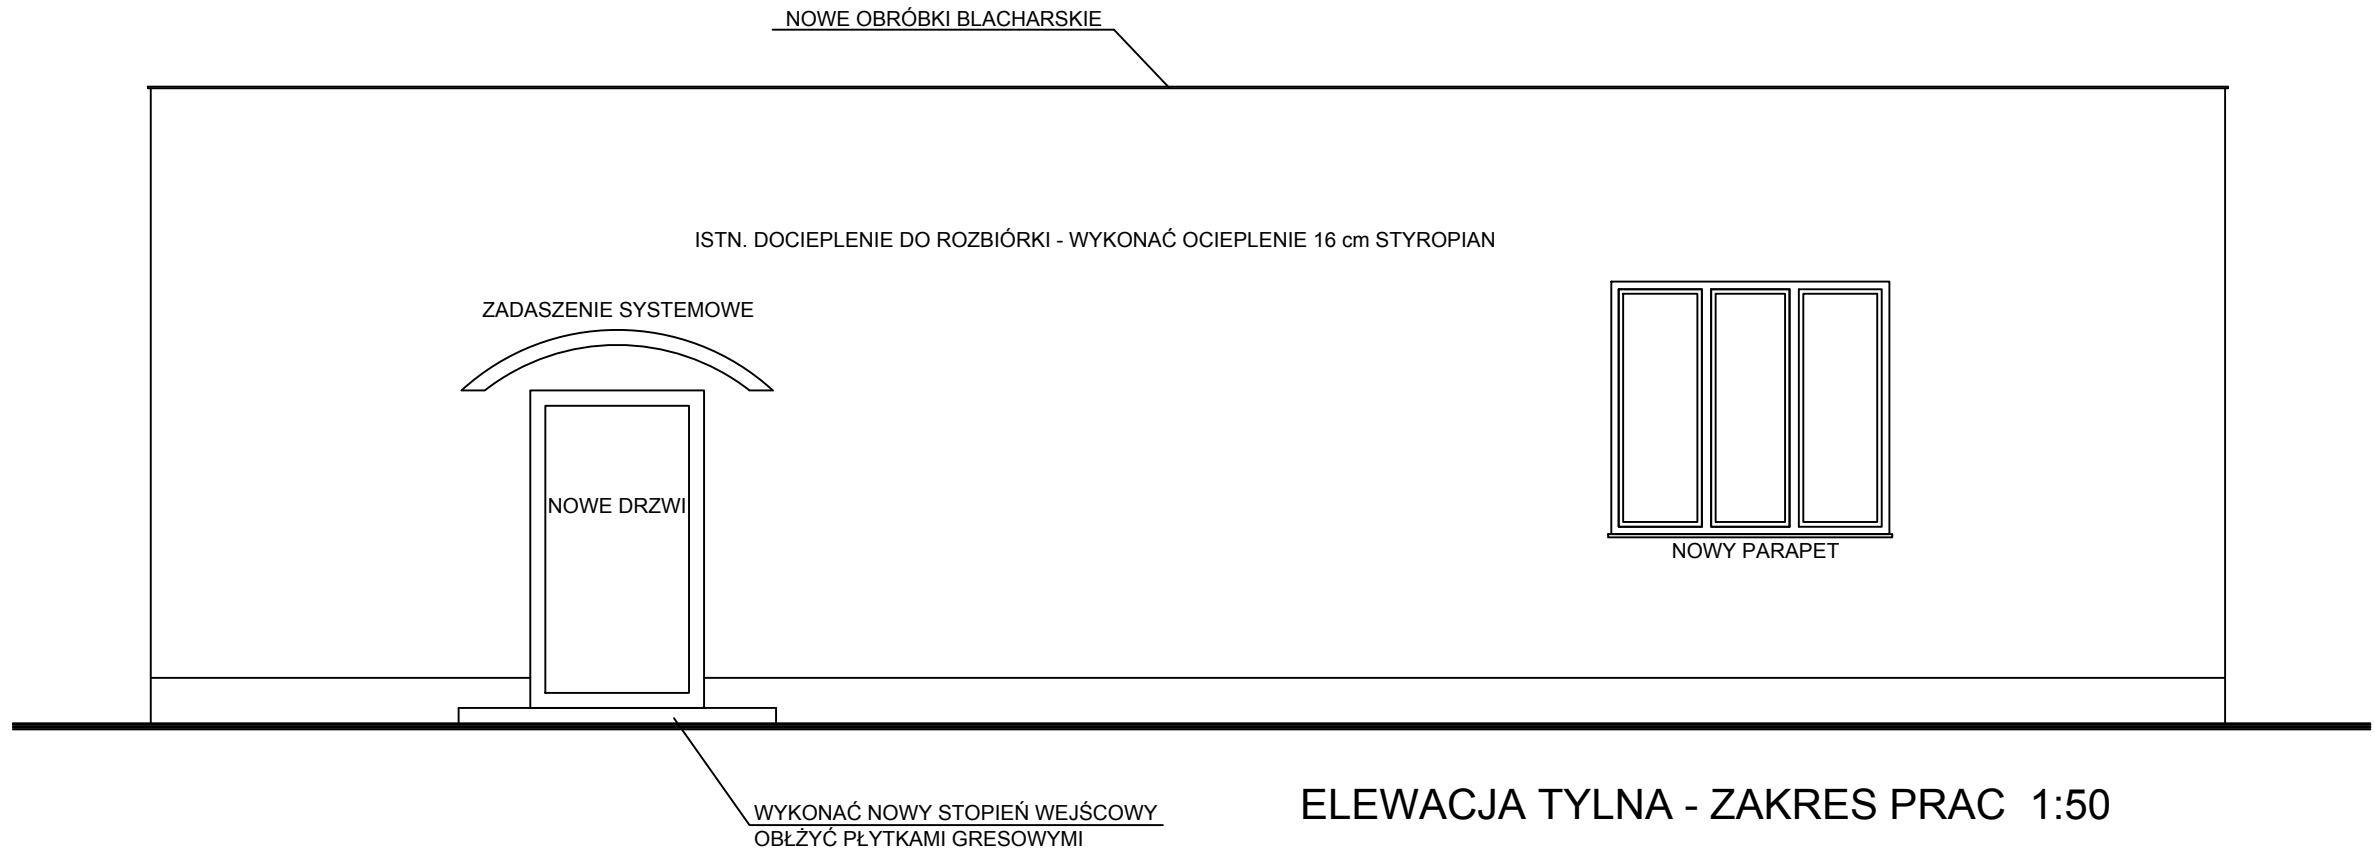 NOWE OBRÓBKI BLACHARSKIE
ISTN. DOCIEPLENIE DO ROZBIÓRKI - WYKONAĆ OCIEPLENIE 16 cm STYROPIAN
ZADASZENIE SYSTEMOWE
NOWE DRZWI
NOWY PARAPET
WYKONAĆ NOWY STOPIEŃ WEJŚCOWY
OBŁŻYĆ PŁYTKAMI GRESOWYMI
ELEWACJA TYLNA - ZAKRES PRAC 1:50